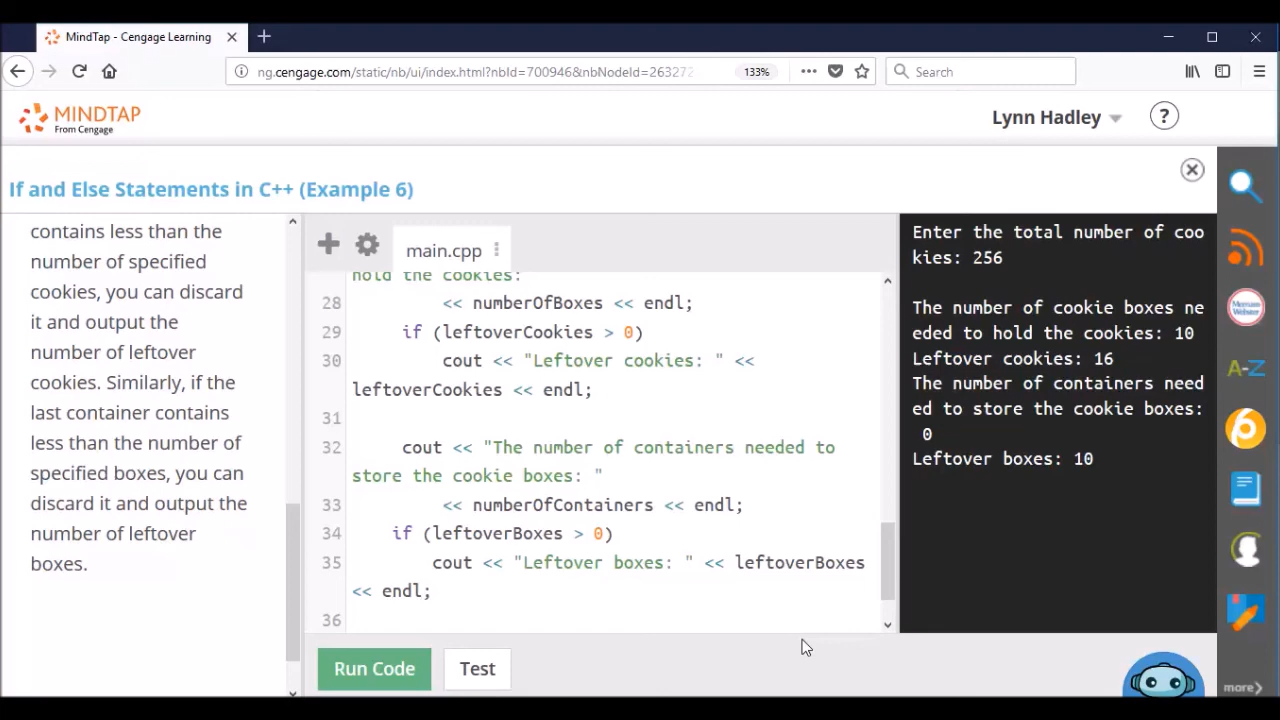 MindTap - Cengage Learning
ng.cengage.com/static/nb/ui/index.html?nbId=700946&nbNodeId=263272
133%
Search
MINDTAP
From Cengage
Lynn Hadley
?
If and Else Statements in C++ (Example 6)
contains less than the
number of specified
cookies, you can discard
it and output the
number of leftover
cookies. Similarly, if the
last container contains
less than the number of
specified boxes, you can
discard it and output the
number of leftover
boxes.
main.cpp
hold the cookies:
28 << numberOfBoxes << endl;
29 if (leftoverCookies > 0)
30 cout << "Leftover cookies: " <<
leftoverCookies << endl;
31
32 cout << "The number of containers needed to
store the cookie boxes: "
33 << numberOfContainers << endl;
34 if (leftoverBoxes > 0)
35 cout << "Leftover boxes: " << leftoverBoxes
<< endl;
36
Run Code
Test
Enter the total number of coo
kies: 256
The number of cookie boxes ne
eded to hold the cookies: 10
Leftover cookies: 16
The number of containers need
ed to store the cookie boxes:
0
Leftover boxes: 10
Merriam
Webster
A-Z
more